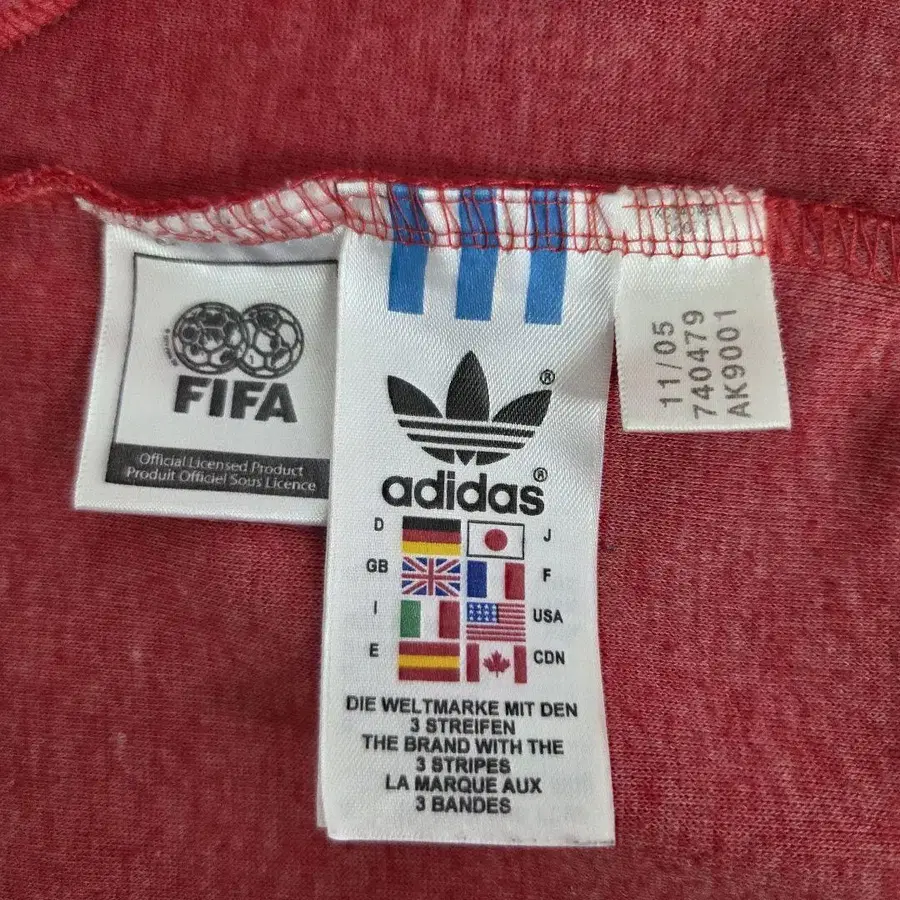 FIFA
Official Licensed Product
Produit Officiel Sous Licence
®
adidas®
D J
GB F
I USA
E CDN
DIE WELTMARKE MIT DEN
3 STREIFEN
THE BRAND WITH THE
3 STRIPES
LA MARQUE AUX
3 BANDES
11/05
740479
AK9001